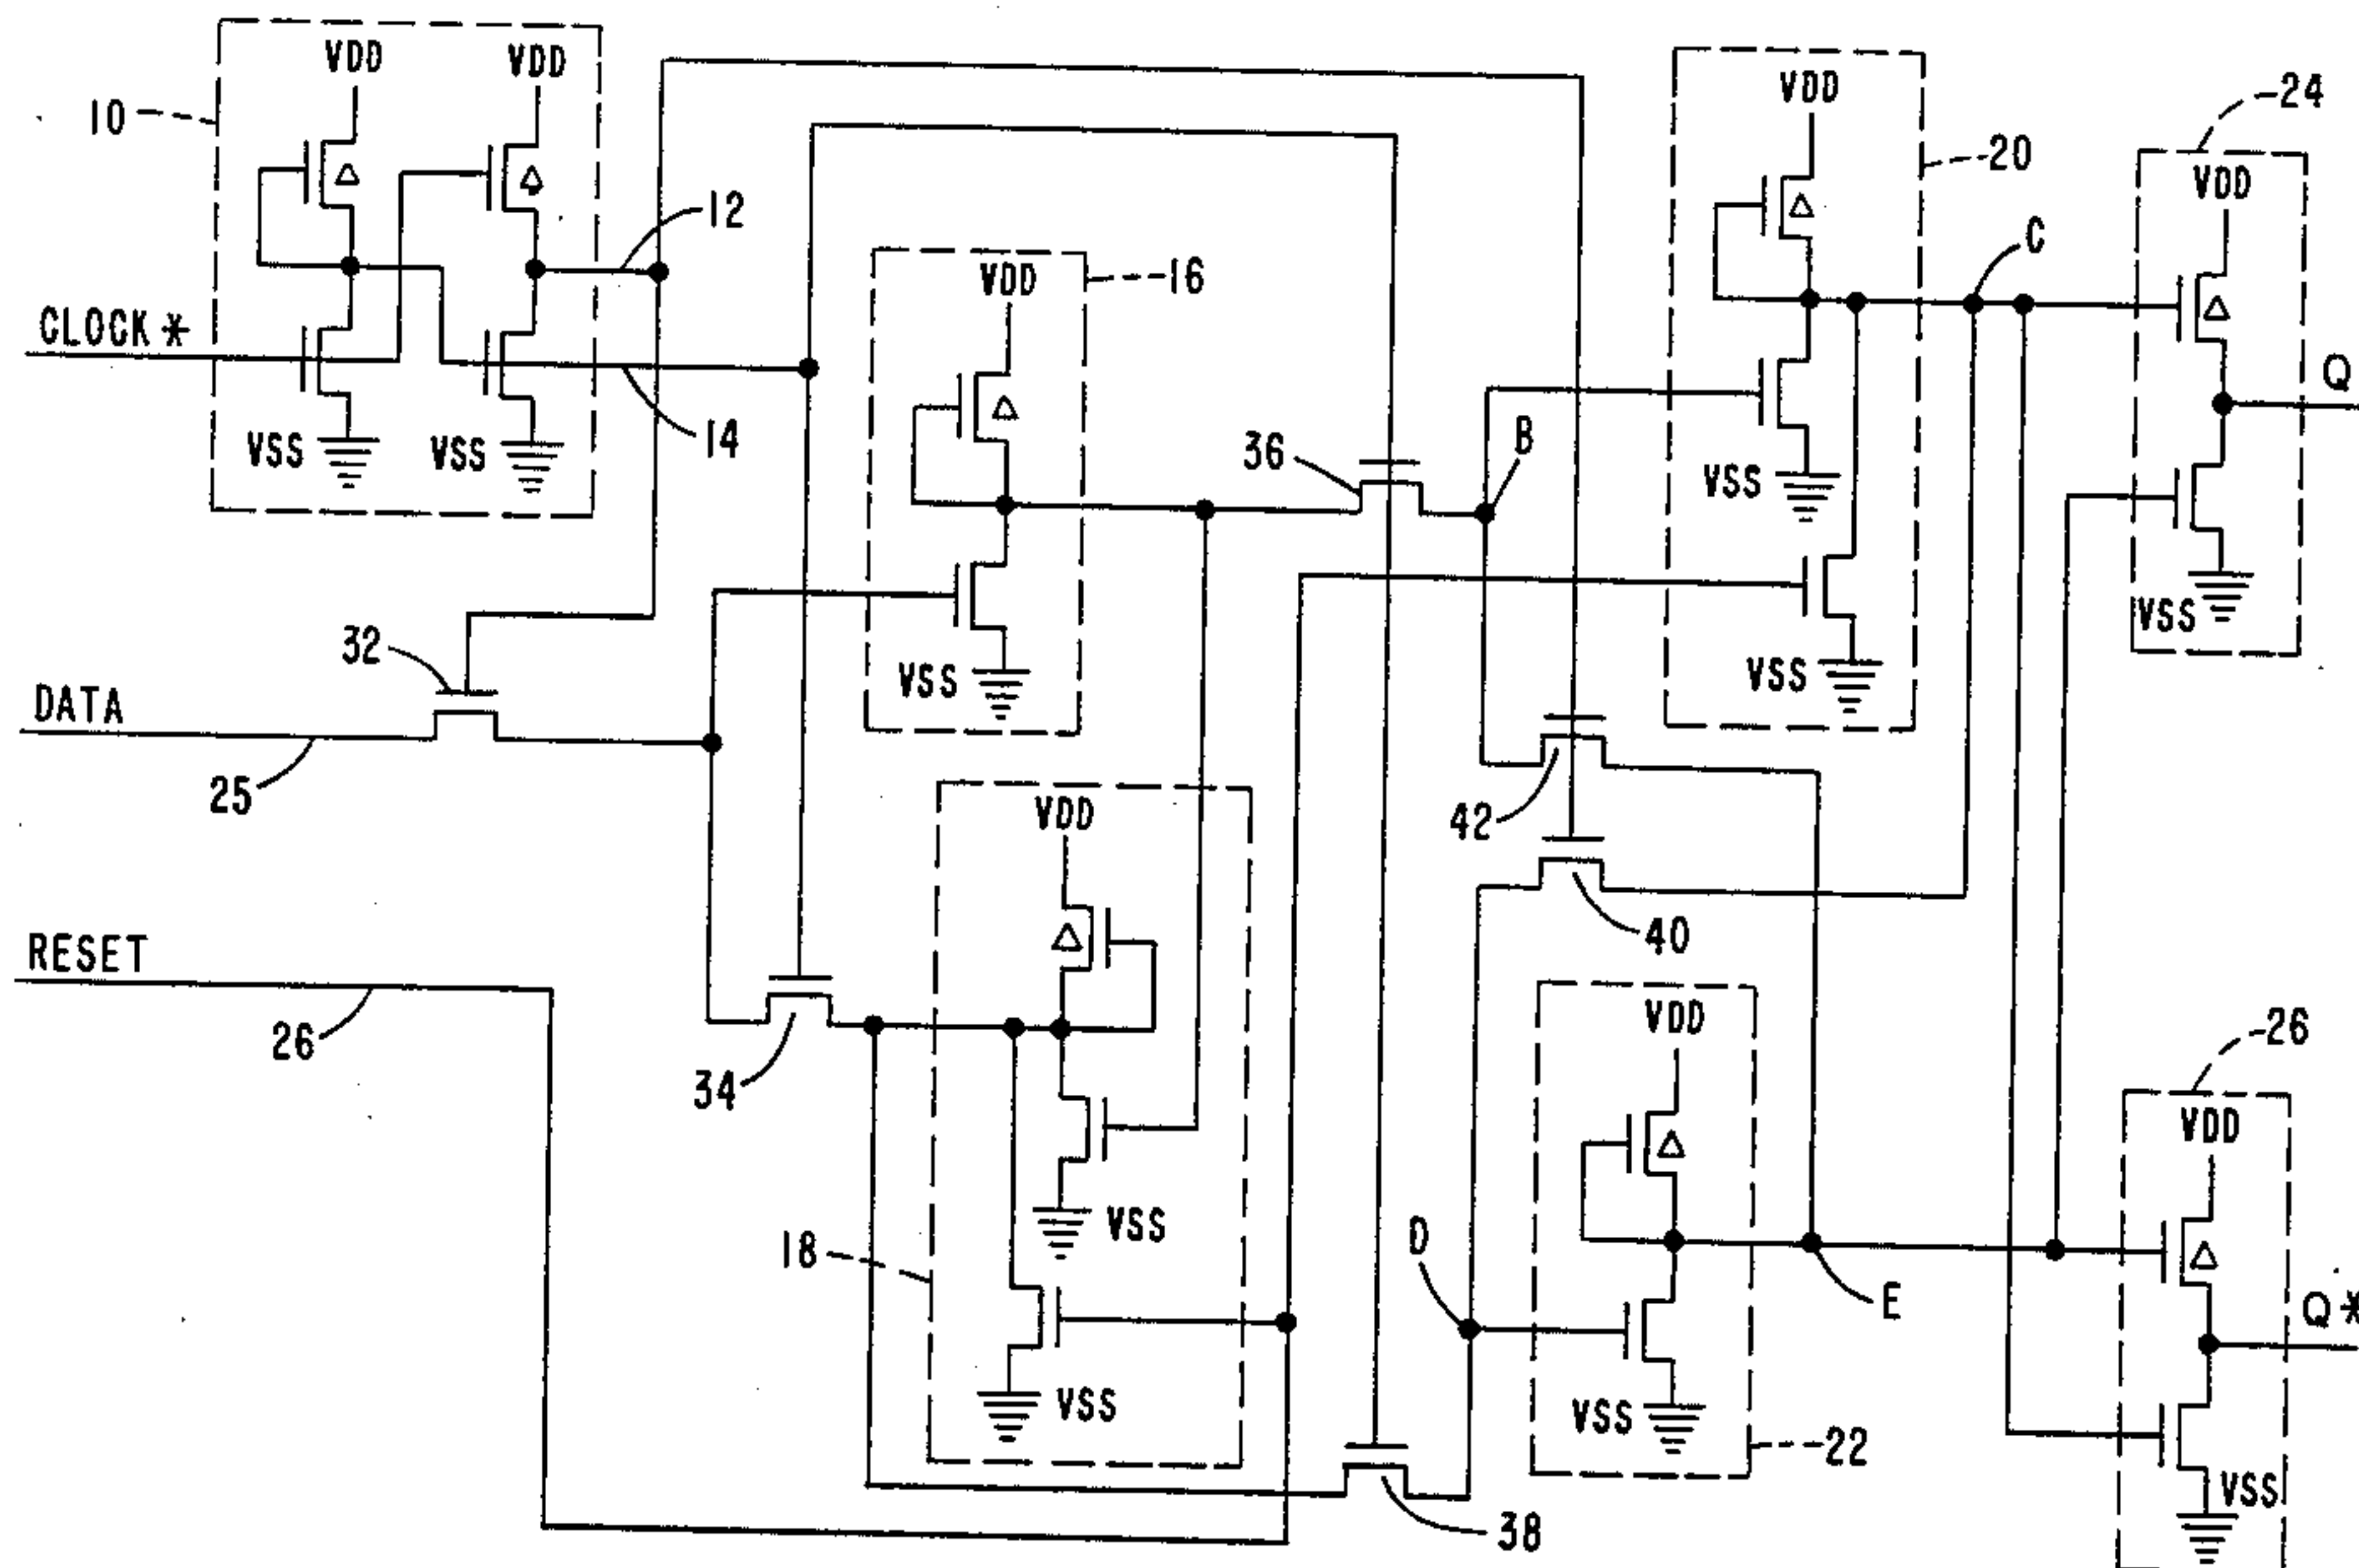 VDD VDD
10
12
CLOCK *
VSS VSS
14
VDD
20
VDD
24
C
VDD
16
36
B
VSS
Q
32
VSS
VSS
VSS
DATA
25
VDD
42
40
RESET
26
34
VDD
26
VDD
VSS
18
D
E
Q *
VSS
VSS
22
VSS
38